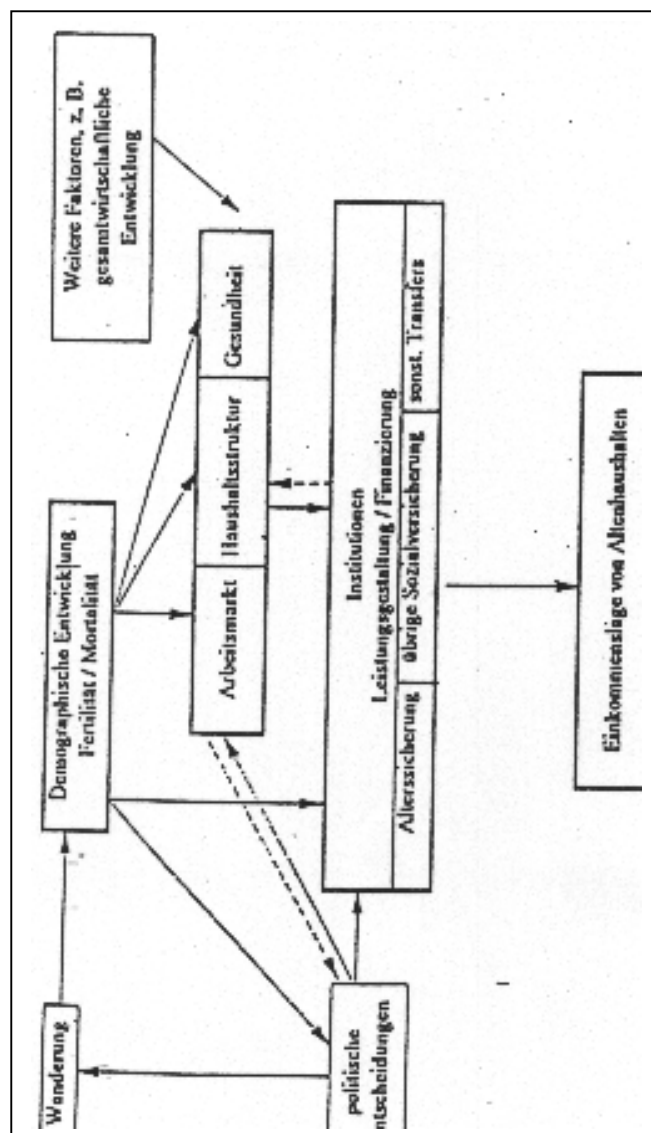 Wanderung
Demographische Entwicklung
Fertilität / Mortalität
Weitere Faktoren, z. B.
gesamtwirtschaftliche
Entwicklung
Arbeitsmarkt
Haushaltsstruktur
Gesundheit
politische
ntscheidungen
Institutionen
Leistungsgestaltung / Finanzierung
Alterssicherung
übrige Sozialversicherung
sonst. Transfers
Einkommenslage von Altenhaushalten